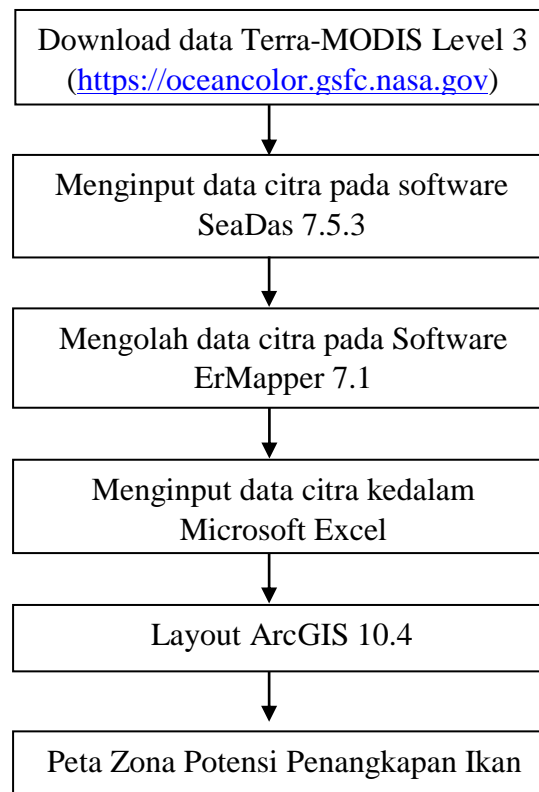 Download data Terra-MODIS Level 3
(https://oceancolor.gsfc.nasa.gov)
Menginput data citra pada software
SeaDas 7.5.3
Mengolah data citra pada Software
ErMapper 7.1
Menginput data citra kedalam
Microsoft Excel
Layout ArcGIS 10.4
Peta Zona Potensi Penangkapan Ikan